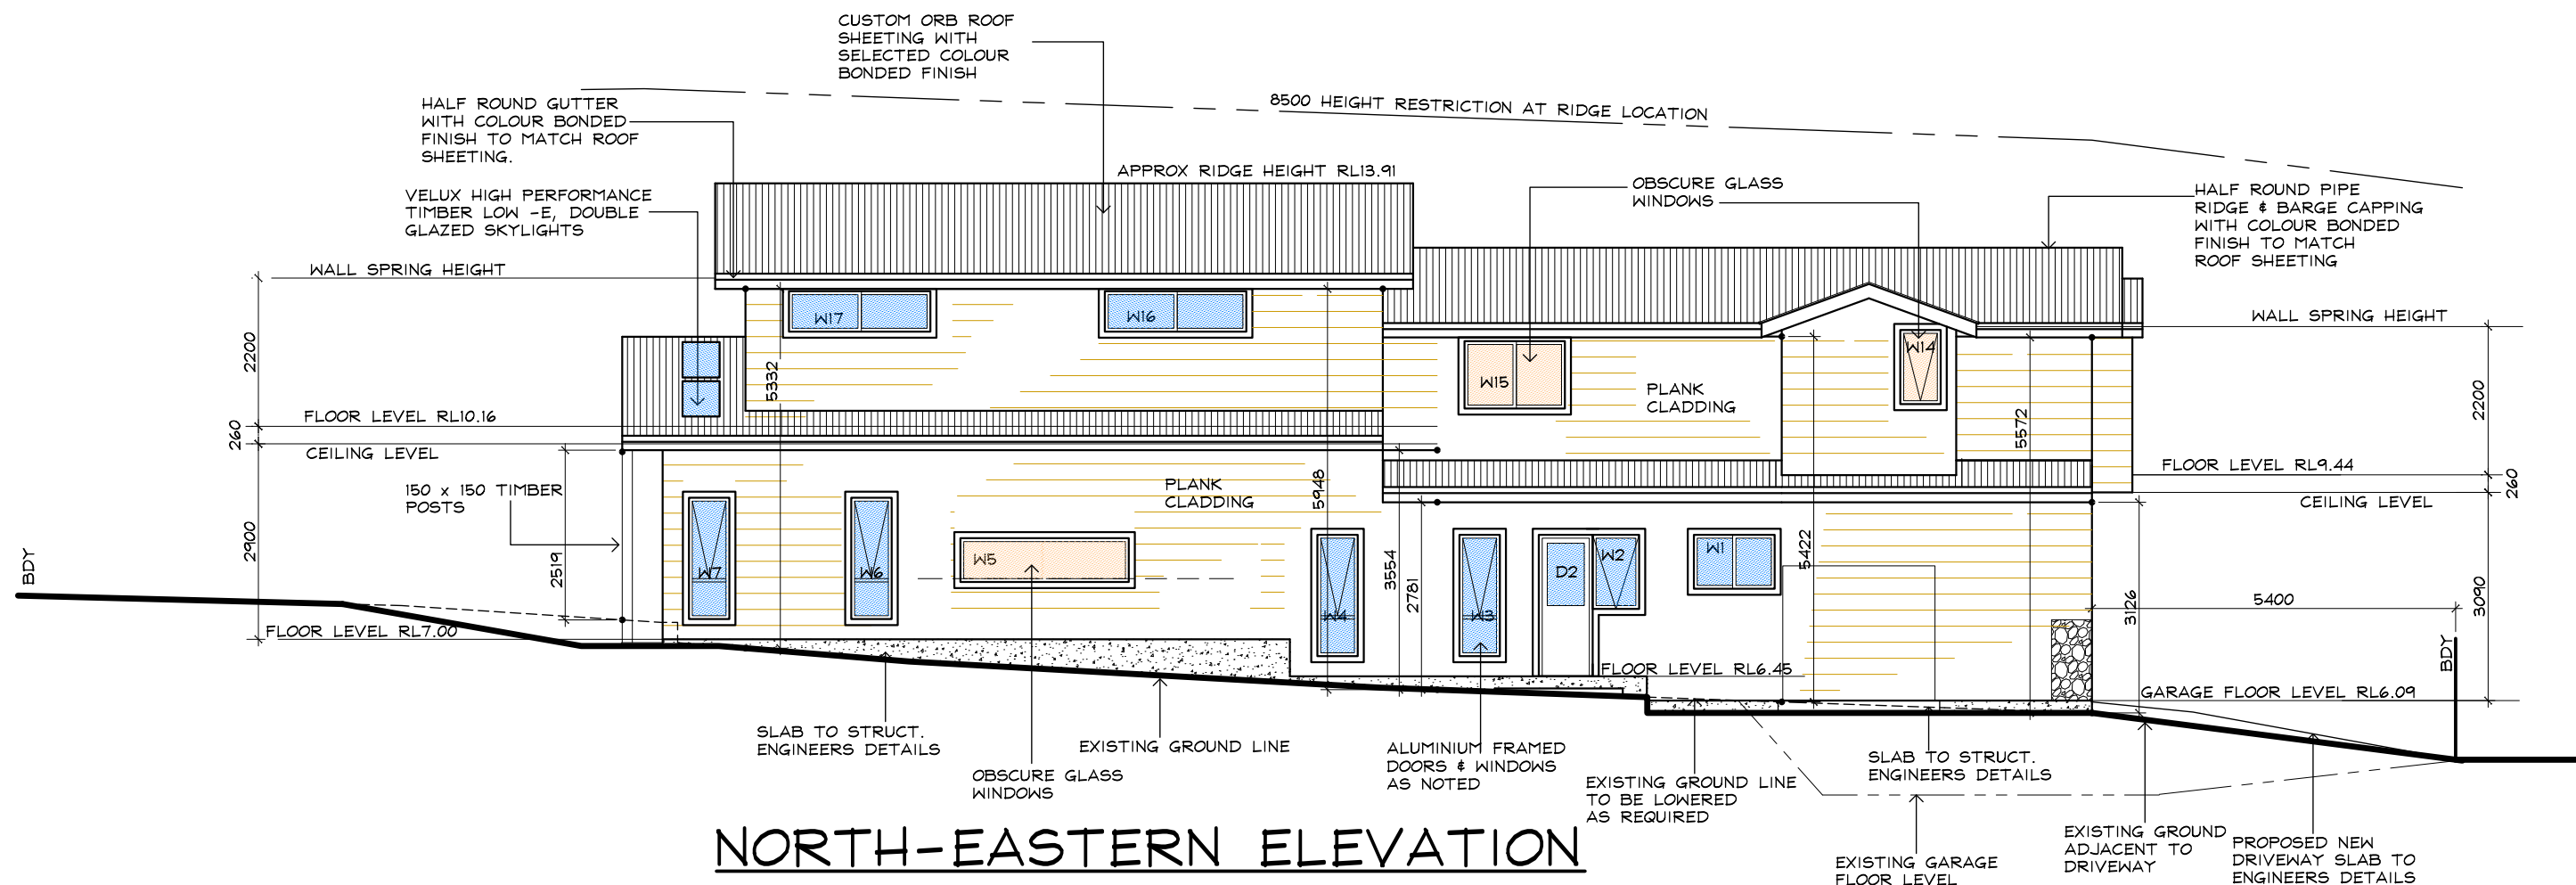 CUSTOM ORB ROOF
SHEETING WITH
SELECTED COLOUR
BONDED FINISH
HALF ROUND GUTTER
WITH COLOUR BONDED
FINISH TO MATCH ROOF
SHEETING.
8500 HEIGHT RESTRICTION AT RIDGE LOCATION
VELUX HIGH PERFORMANCE
TIMBER LOW -E, DOUBLE
GLAZED SKYLIGHTS
APPROX RIDGE HEIGHT RL13.91
OBSCURE GLASS
WINDOWS
HALF ROUND PIPE
RIDGE & BARGE CAPPING
WITH COLOUR BONDED
FINISH TO MATCH
ROOF SHEETING
WALL SPRING HEIGHT
WALL SPRING HEIGHT
W17
W16
W15
W14
2200
5332
PLANK
CLADDING
2200
5572
FLOOR LEVEL RL10.16
260
CEILING LEVEL
FLOOR LEVEL RL9.44
260
CEILING LEVEL
150 x 150 TIMBER
POSTS
PLANK
CLADDING
5948
2900
2519
W7
W6
W5
W4
3554
2781
W3
D2
W2
W1
5422
3126
5400
3090
BDY
BDY
FLOOR LEVEL RL7.00
FLOOR LEVEL RL6.45
GARAGE FLOOR LEVEL RL6.09
SLAB TO STRUCT.
ENGINEERS DETAILS
EXISTING GROUND LINE
OBSCURE GLASS
WINDOWS
ALUMINIUM FRAMED
DOORS & WINDOWS
AS NOTED
EXISTING GROUND LINE
TO BE LOWERED
AS REQUIRED
SLAB TO STRUCT.
ENGINEERS DETAILS
EXISTING GARAGE
FLOOR LEVEL
EXISTING GROUND
ADJACENT TO
DRIVEWAY
PROPOSED NEW
DRIVEWAY SLAB TO
ENGINEERS DETAILS
NORTH-EASTERN ELEVATION